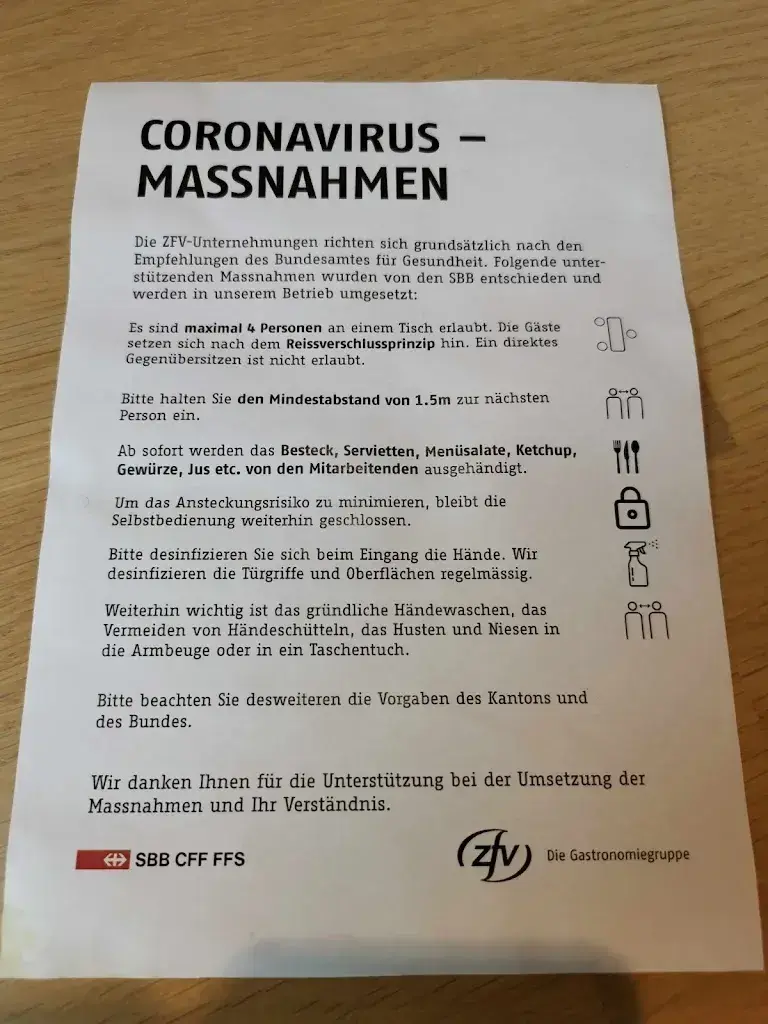 CORONAVIRUS –
MASSNAHMEN
Die ZFV-Unternehmungen richten sich grundsätzlich nach den
Empfehlungen des Bundesamtes für Gesundheit. Folgende unter-
stützenden Massnahmen wurden von den SBB entschieden und
werden in unserem Betrieb umgesetzt:
Es sind maximal 4 Personen an einem Tisch erlaubt. Die Gäste
setzen sich nach dem Reissverschlussprinzip hin. Ein direktes
Gegenübersitzen ist nicht erlaubt.
Bitte halten Sie den Mindestabstand von 1.5m zur nächsten
Person ein.
Ab sofort werden das Besteck, Servietten, Menüsalate, Ketchup,
Gewürze, Jus etc. von den Mitarbeitenden ausgehändigt.
Um das Ansteckungsrisiko zu minimieren, bleibt die
Selbstbedienung weiterhin geschlossen.
Bitte desinfizieren Sie sich beim Eingang die Hände. Wir
desinfizieren die Türgriffe und Oberflächen regelmässig.
Weiterhin wichtig ist das gründliche Händewaschen, das
Vermeiden von Händeschütteln, das Husten und Niesen in
die Armbeuge oder in ein Taschentuch.
Bitte beachten Sie desweiteren die Vorgaben des Kantons und
des Bundes.
Wir danken Ihnen für die Unterstützung bei der Umsetzung der
Massnahmen und Ihr Verständnis.
SBB CFF FFS
zfv Die Gastronomiegruppe